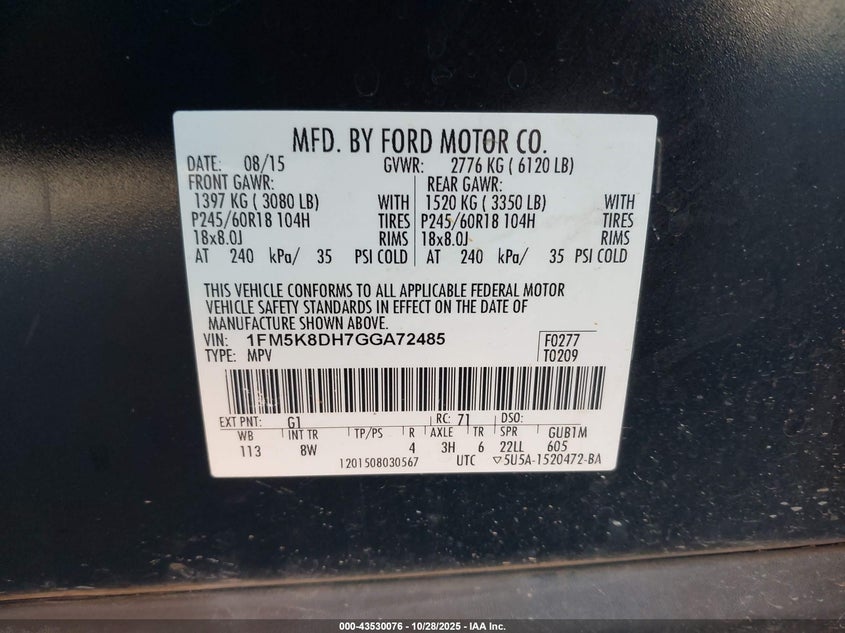 MFD. BY FORD MOTOR CO.
DATE: 08/15 GVWR: 2776 KG ( 6120 LB)
FRONT GAWR: REAR GAWR:
1397 KG ( 3080 LB) WITH 1520 KG ( 3350 LB) WITH
P245/60R18 104H TIRES P245/60R18 104H TIRES
18x8.0J RIMS 18x8.0J RIMS
AT 240 kPa/ 35 PSI COLD AT 240 kPa/ 35 PSI COLD
THIS VEHICLE CONFORMS TO ALL APPLICABLE FEDERAL MOTOR
VEHICLE SAFETY STANDARDS IN EFFECT ON THE DATE OF
MANUFACTURE SHOWN ABOVE.
VIN: 1FM5K8DH7GGA72485 F0277
TYPE: MPV T0209
EXT PNT: G1 RC: 71 DSO:
WB INT TR TP/PS R AXLE TR SPR GUB1M
113 8W 4 3H 6 22LL 605
1201508030567 UTC ▽5U5A-1520472-BA
000-43530076 - 10/28/2025 - IAA Inc.